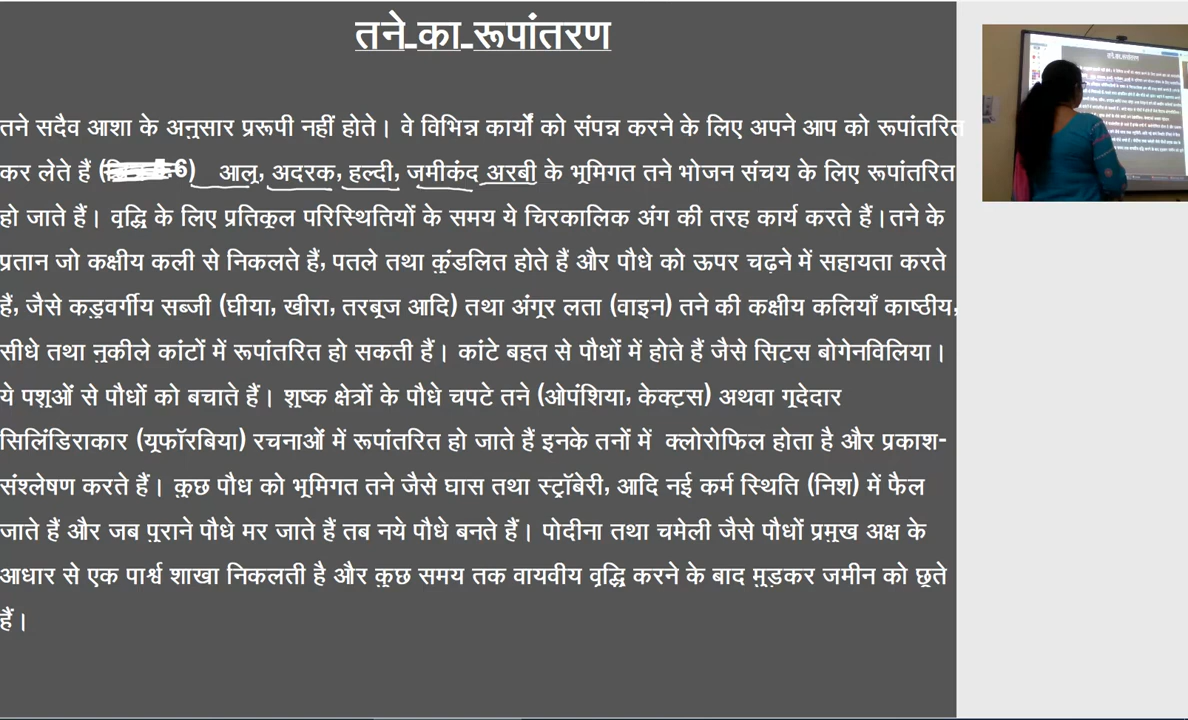 तने का रूपांतरण
तने सदैव आशा के अनुसार प्ररूपी नहीं होते। वे विभिन्न कार्यों को संपन्न करने के लिए अपने आप को रूपांतरित
कर लेते हैं ( 6) आलू, अदरक, हल्दी, जमीकंद अरबी के भूमिगत तने भोजन संचय के लिए रूपांतरित
हो जाते हैं। वृद्धि के लिए प्रतिकूल परिस्थितियों के समय ये चिरकालिक अंग की तरह कार्य करते हैं।तने के
प्रतान जो कक्षीय कली से निकलते हैं, पतले तथा कुंडलित होते हैं और पौधे को ऊपर चढ़ने में सहायता करते
हैं, जैसे कडुवर्गीय सब्जी (घीया, खीरा, तरबूज आदि) तथा अंगूर लता (वाइन) तने की कक्षीय कलियाँ काष्ठीय,
सीधे तथा नुकीले कांटों में रूपांतरित हो सकती हैं। कांटे बहत से पौधों में होते हैं जैसे सिट्स बोगेनविलिया।
ये पशुओं से पौधों को बचाते हैं। शुष्क क्षेत्रों के पौधे चपटे तने (ओपंशिया, केक्ट्स) अथवा गूदेदार
सिलिंडिराकार (यूफॉरबिया) रचनाओं में रूपांतरित हो जाते हैं इनके तनों में क्लोरोफिल होता है और प्रकाश-
संश्लेषण करते हैं। कुछ पौध को भूमिगत तने जैसे घास तथा स्ट्रॉबेरी, आदि नई कर्म स्थिति (निश) में फैल
जाते हैं और जब पुराने पौधे मर जाते हैं तब नये पौधे बनते हैं। पोदीना तथा चमेली जैसे पौधों प्रमुख अक्ष के
आधार से एक पार्श्व शाखा निकलती है और कुछ समय तक वायवीय वृद्धि करने के बाद मुड़कर जमीन को छूते
हैं।